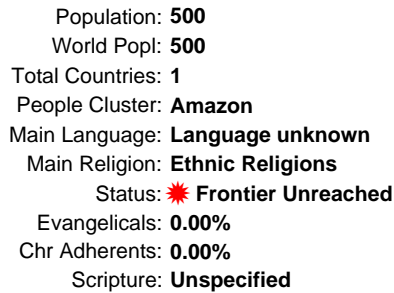 Population: 500
World Popl: 500
Total Countries: 1
People Cluster: Amazon
Main Language: Language unknown
Main Religion: Ethnic Religions
Status: Frontier Unreached
Evangelicals: 0.00%
Chr Adherents: 0.00%
Scripture: Unspecified